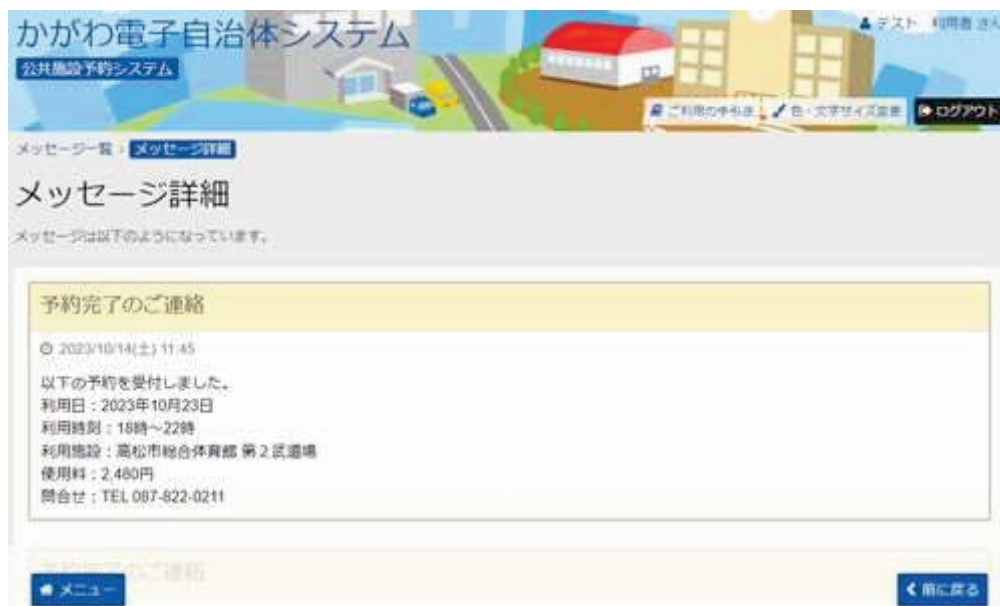 かがわ電子自治体システム
公共施設予約システム
テスト 利用者 さん
ご利用の手引き
色・文字サイズ変更
ログアウト
メッセージ一覧 › メッセージ詳細
メッセージ詳細
メッセージは以下のようになっています。
予約完了のご連絡
2023/10/14(土) 11:45
以下の予約を受付しました。
利用日：2023年10月23日
利用時刻：18時～22時
利用施設：高松市総合体育館 第２武道場
使用料：2,480円
問合せ：TEL 087-822-0211
予約完了のご連絡
メニュー
前に戻る